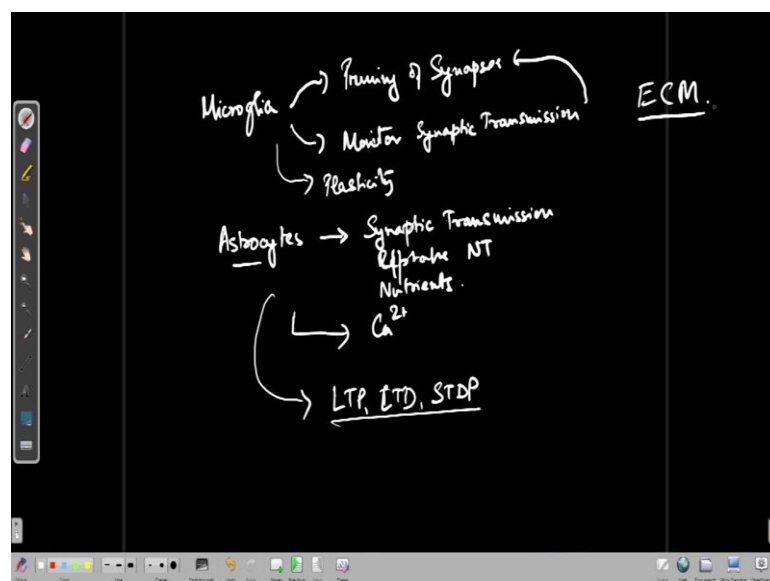 Microglia
Pruning of Synapses
Monitor Synaptic Transmission
Plasticity
ECM.
Astrocytes → Synaptic Transmission
Uptake NT
Nutrients.
Ca2+
LTP, LTD, STDP